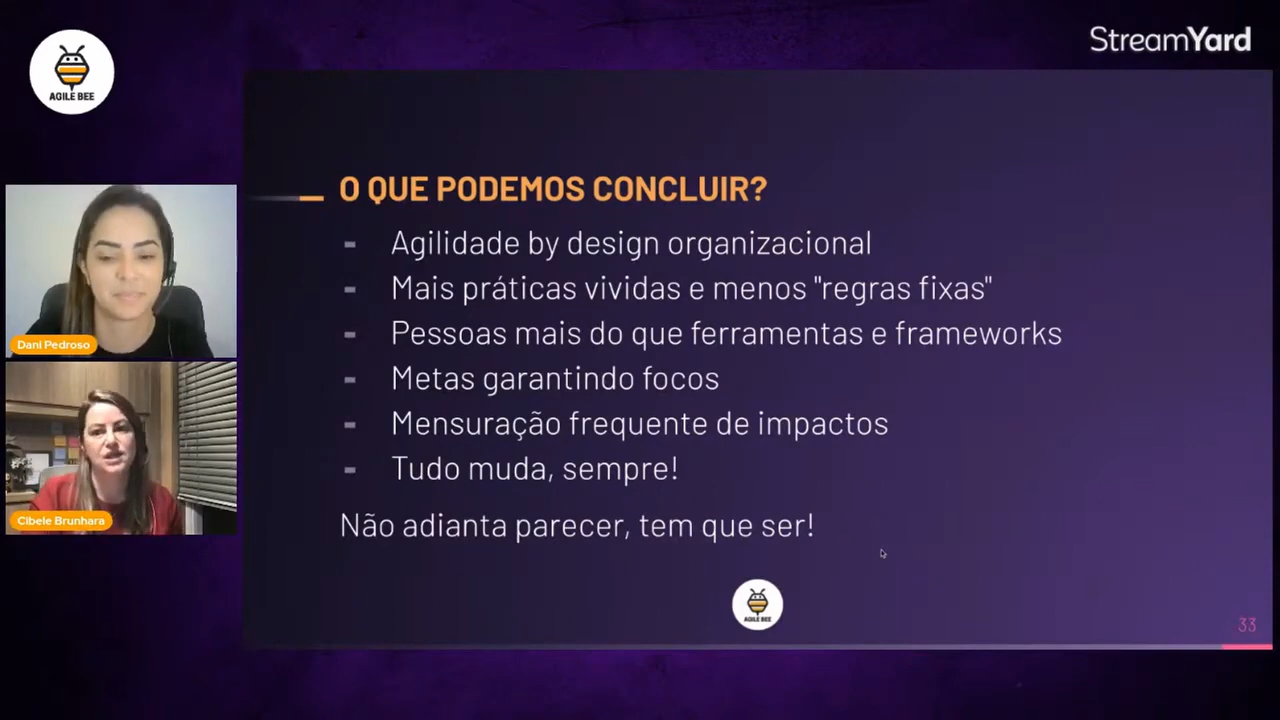 AGILE BEE
StreamYard
O QUE PODEMOS CONCLUIR?
- Agilidade by design organizacional
- Mais práticas vividas e menos "regras fixas"
- Pessoas mais do que ferramentas e frameworks
- Metas garantindo focos
- Mensuração frequente de impactos
- Tudo muda, sempre!
Não adianta parecer, tem que ser!
Dani Pedroso
Cibele Brunhara
AGILE BEE
33